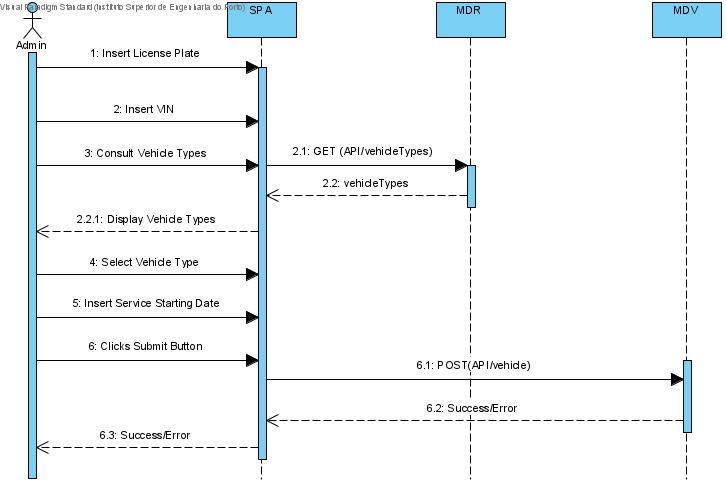 Visual Paradigm Standard (Instituto Superior de Engenharia do Porto)
SPA
MDR
MDV
Admin
1: Insert License Plate
2: Insert VIN
3: Consult Vehicle Types
2.1: GET (API/vehicleTypes)
2.2: vehicleTypes
2.2.1: Display Vehicle Types
4: Select Vehicle Type
5: Insert Service Starting Date
6: Clicks Submit Button
6.1: POST(API/vehicle)
6.2: Success/Error
6.3: Success/Error